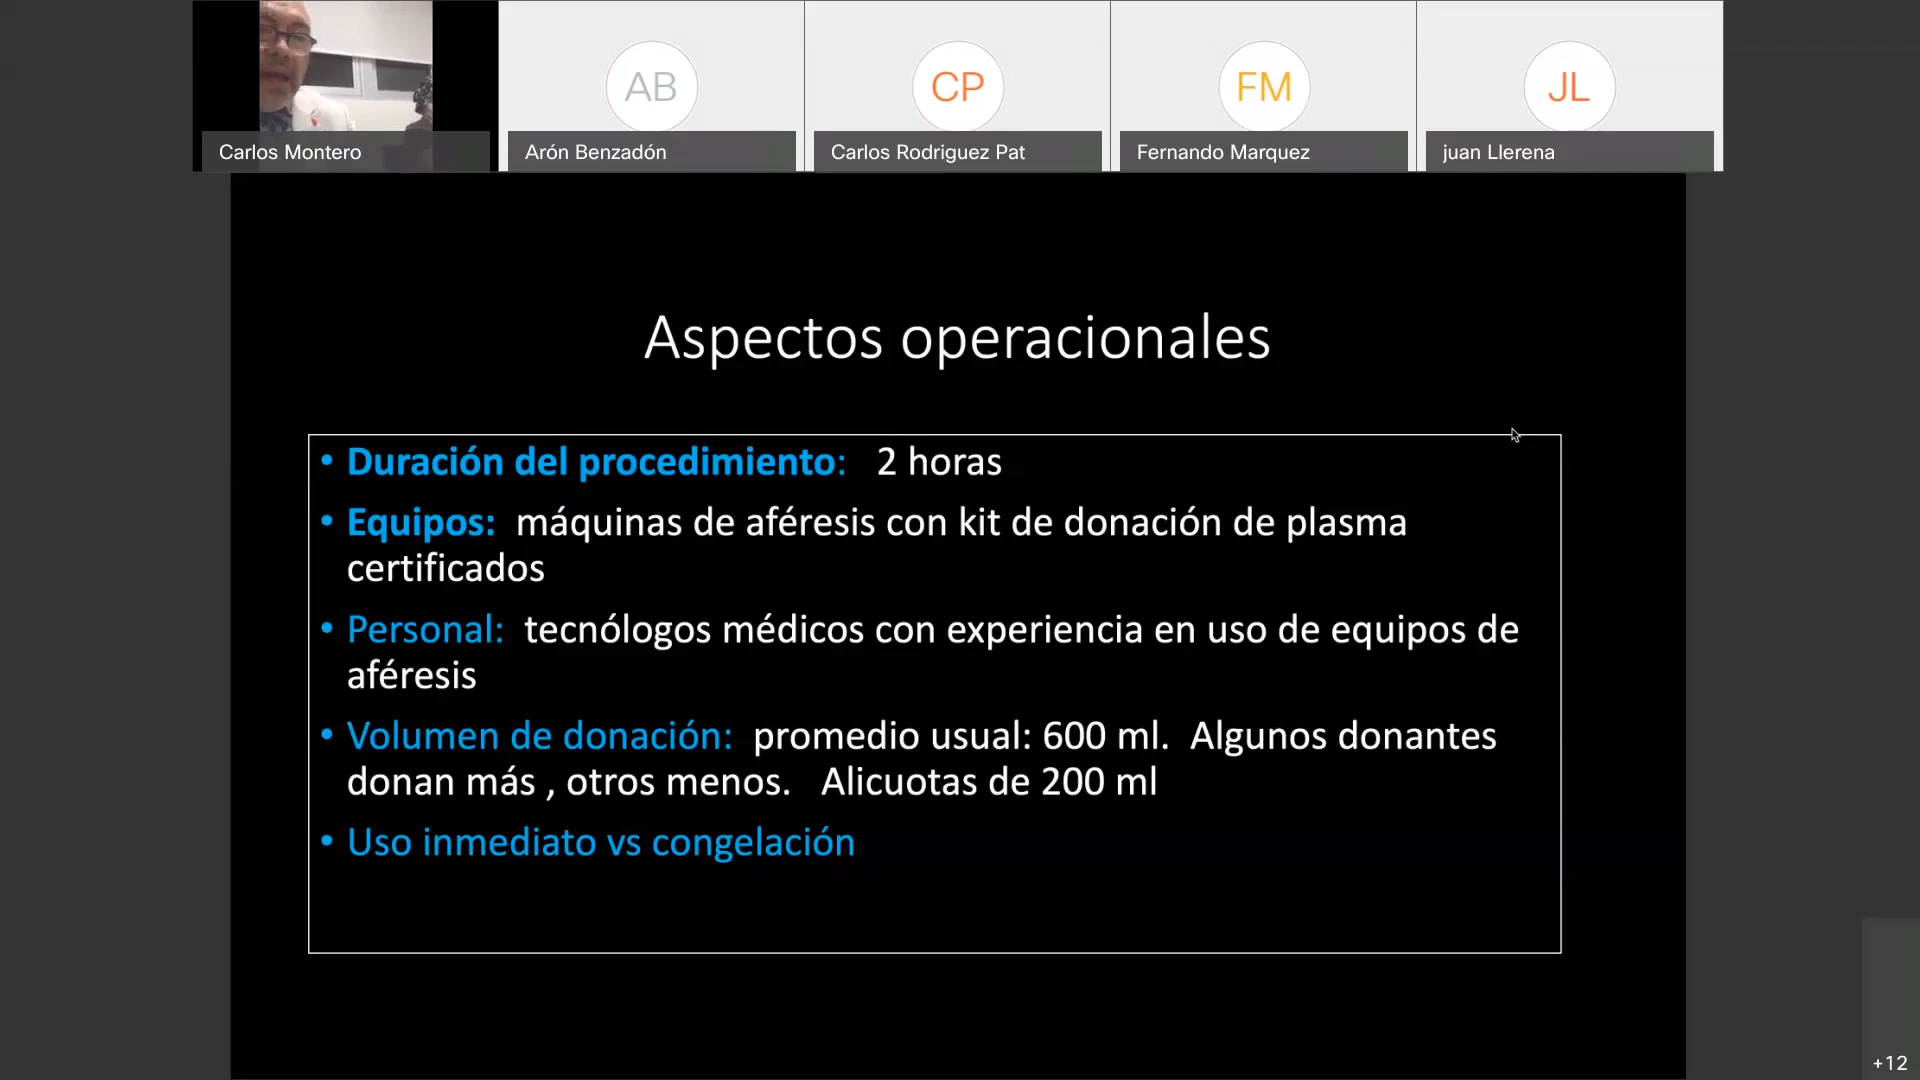 Carlos Montero
AB
Arón Benzadón
CP
Carlos Rodriguez Pat
FM
Fernando Marquez
JL
juan Llerena
Aspectos operacionales
• Duración del procedimiento: 2 horas
• Equipos: máquinas de aféresis con kit de donación de plasma
certificados
• Personal: tecnólogos médicos con experiencia en uso de equipos de
aféresis
• Volumen de donación: promedio usual: 600 ml. Algunos donantes
donan más , otros menos. Alicuotas de 200 ml
• Uso inmediato vs congelación
+12